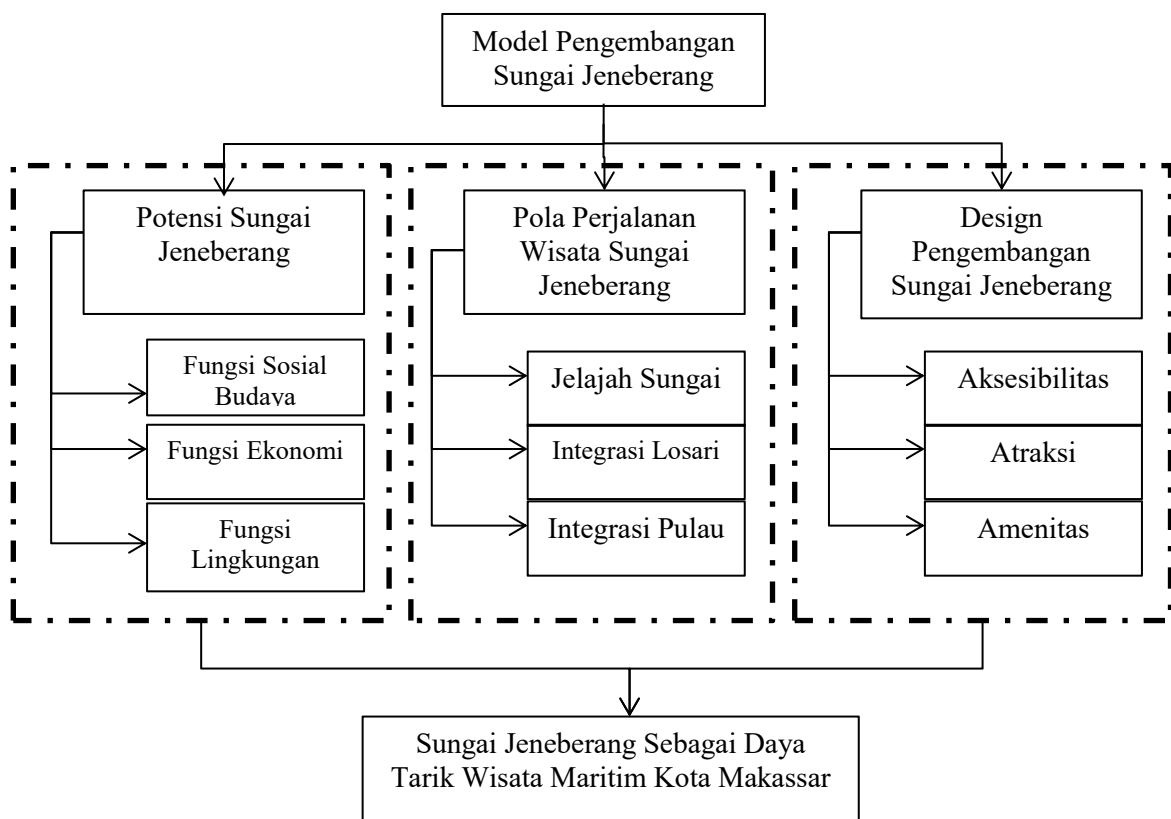 Model Pengembangan
Sungai Jeneberang
Potensi Sungai
Jeneberang
Fungsi Sosial
Budaya
Fungsi Ekonomi
Fungsi
Lingkungan
Pola Perjalanan
Wisata Sungai
Jeneberang
Jelajah Sungai
Integrasi Losari
Integrasi Pulau
Design
Pengembangan
Sungai Jeneberang
Aksesibilitas
Atraksi
Amenitas
Sungai Jeneberang Sebagai Daya
Tarik Wisata Maritim Kota Makassar